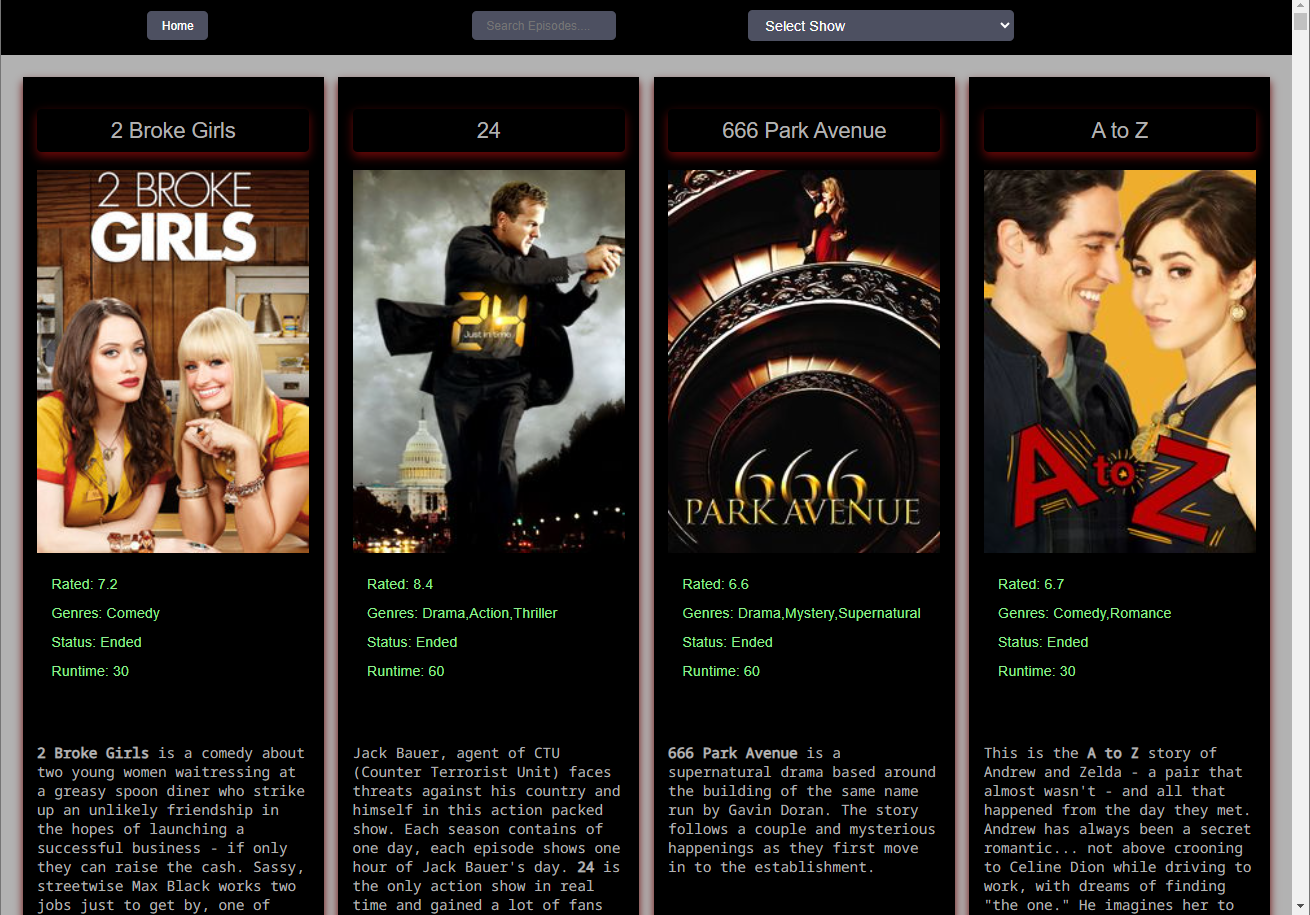 Home
Search Episodes...
Select Show
2 Broke Girls
24
666 Park Avenue
A to Z
2 BROKE
GIRLS
24
Just in time
666
PARK AVENUE
A to Z
Rated: 7.2
Genres: Comedy
Status: Ended
Runtime: 30
Rated: 8.4
Genres: Drama,Action,Thriller
Status: Ended
Runtime: 60
Rated: 6.6
Genres: Drama,Mystery,Supernatural
Status: Ended
Runtime: 60
Rated: 6.7
Genres: Comedy,Romance
Status: Ended
Runtime: 30
2 Broke Girls is a comedy about
two young women waitressing at
a greasy spoon diner who strike
up an unlikely friendship in
the hopes of launching a
successful business - if only
they can raise the cash. Sassy,
streetwise Max Black works two
jobs just to get by, one of
Jack Bauer, agent of CTU
(Counter Terrorist Unit) faces
threats against his country and
himself in this action packed
show. Each season contains of
one day, each episode shows one
hour of Jack Bauer's day. 24 is
the only action show in real
time and gained a lot of fans
666 Park Avenue is a
supernatural drama based around
the building of the same name
run by Gavin Doran. The story
follows a couple and mysterious
happenings as they first move
in to the establishment.
This is the A to Z story of
Andrew and Zelda - a pair that
almost wasn't - and all that
happened from the day they met.
Andrew has always been a secret
romantic... not above crooning
to Celine Dion while driving to
work, with dreams of finding
"the one." He imagines her to